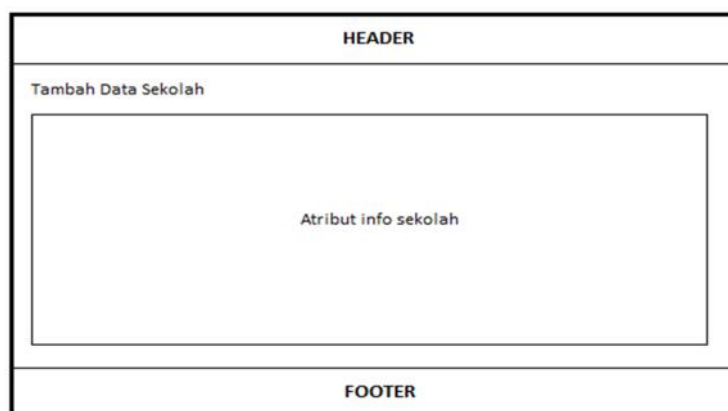 HEADER
Tambah Data Sekolah
Atribut info sekolah
FOOTER